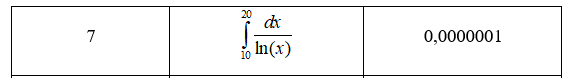 7 ∫₁₀²⁰ dx/ln(x) 0,0000001